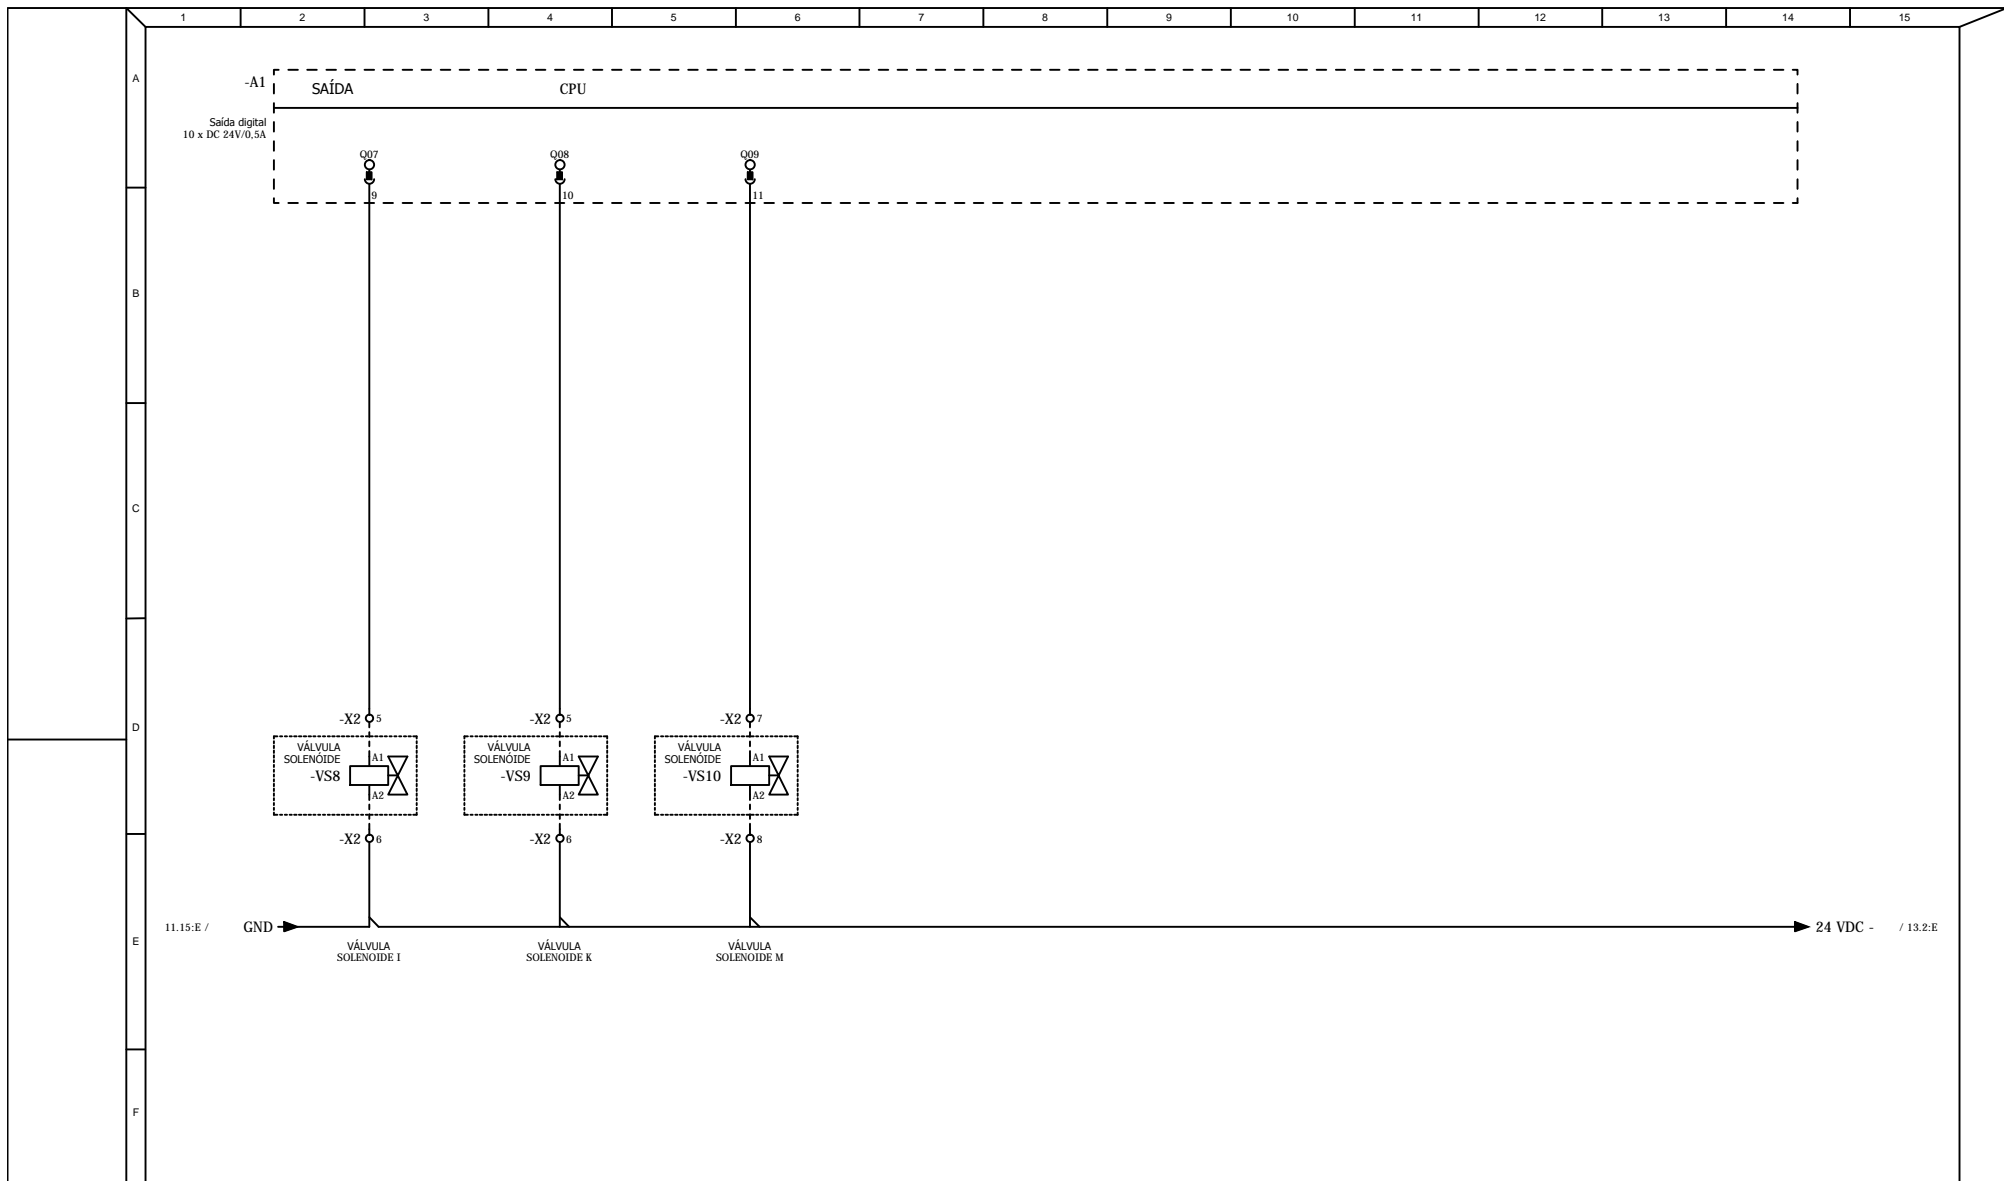 1 2 3 4 5 6 7 8 9 10 11 12 13 14 15
A
-A1 SAÍDA CPU
Saída digital
10 x DC 24V/0,5A
Q07 Q08 Q09
9 10 11
B
C
D
-X2 5 -X2 5 -X2 7
VÁLVULA
SOLENÓIDE
-VS8
A1
A2
VÁLVULA
SOLENÓIDE
-VS9
A1
A2
VÁLVULA
SOLENÓIDE
-VS10
A1
A2
-X2 6 -X2 6 -X2 8
11.15:E / GND 24 VDC - / 13.2:E
E
VÁLVULA
SOLENOIDE I
VÁLVULA
SOLENOIDE K
VÁLVULA
SOLENOIDE M
F